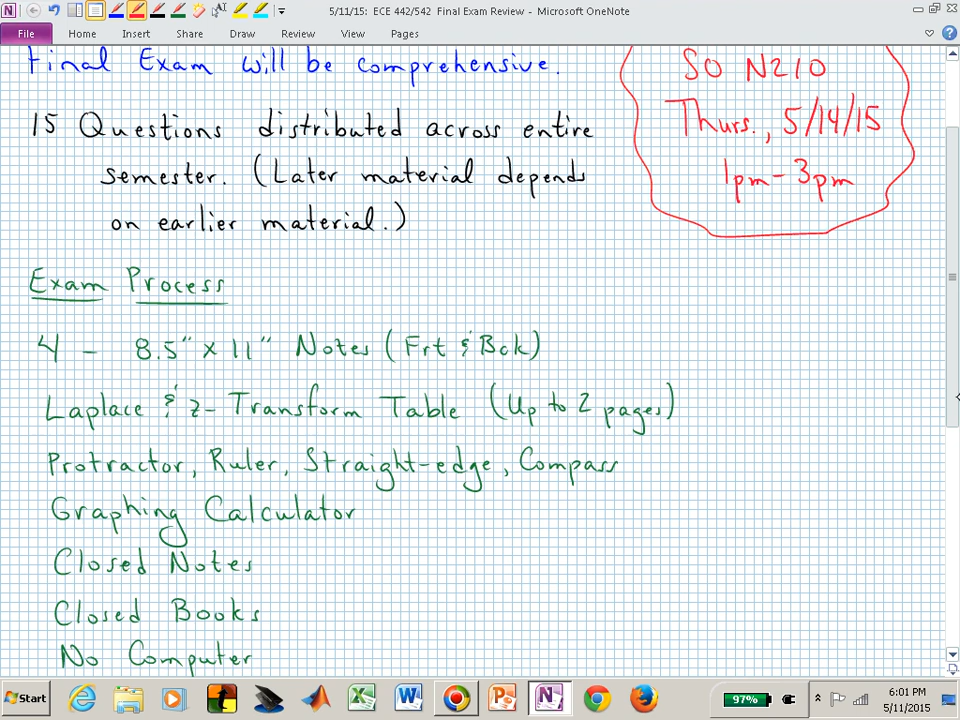 5/11/15: ECE 442/542 Final Exam Review - Microsoft OneNote
File Home Insert Share Draw Review View Pages
Final Exam will be comprehensive.
SO N210
Thurs., 5/14/15
1pm - 3pm
15 Questions distributed across entire
semester. (Later material depends
on earlier material.)
Exam Process
4 - 8.5" x 11" Notes (Frt & Bck)
Laplace & z-Transform Table (Up to 2 pages)
Protractor, Ruler, Straight-edge, Compass
Graphing Calculator
Closed Notes
Closed Books
No Computer
Start
97%
6:01 PM
5/11/2015